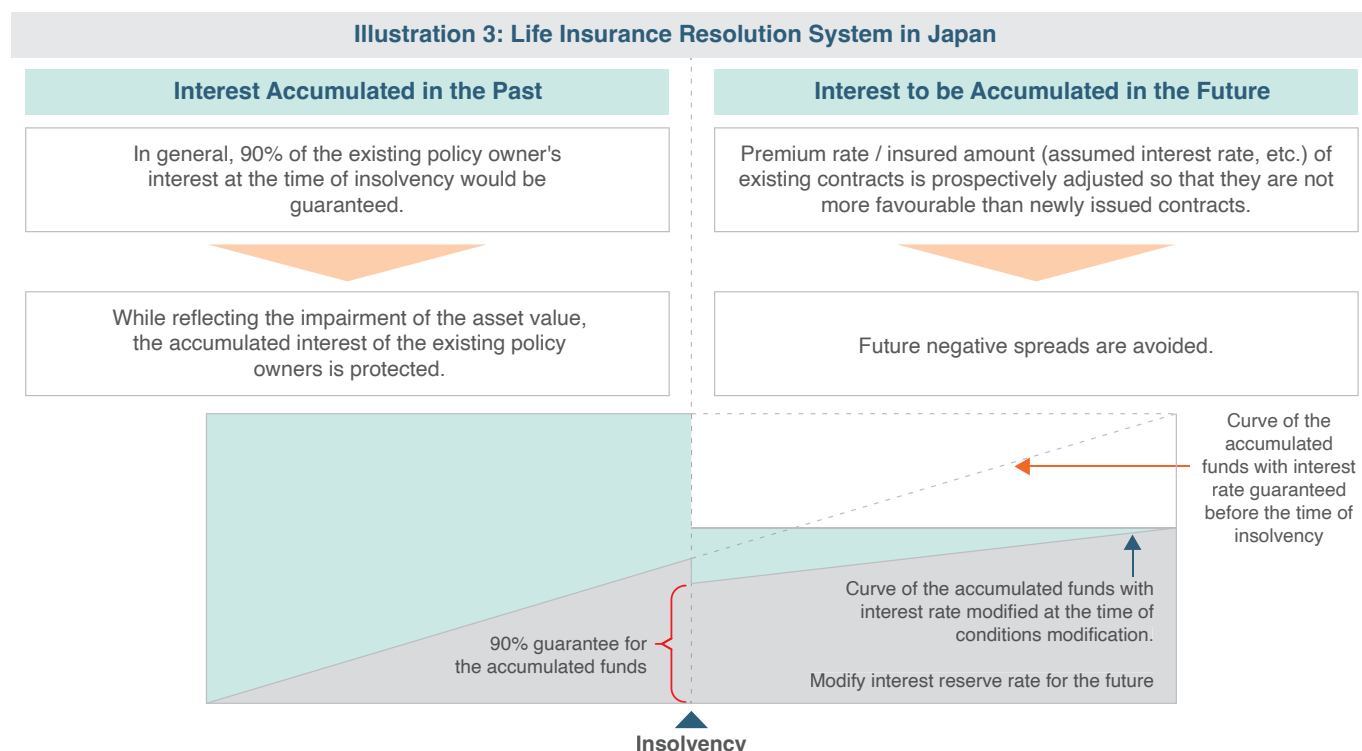 Illustration 3: Life Insurance Resolution System in Japan
Interest Accumulated in the Past
In general, 90% of the existing policy owner's
interest at the time of insolvency would be
guaranteed.
While reflecting the impairment of the asset value,
the accumulated interest of the existing policy
owners is protected.
Interest to be Accumulated in the Future
Premium rate / insured amount (assumed interest rate, etc.) of
existing contracts is prospectively adjusted so that they are not
more favourable than newly issued contracts.
Future negative spreads are avoided.
Curve of the
accumulated
funds with interest
rate guaranteed
before the time of
insolvency
Curve of the accumulated funds with
interest rate modified at the time of
conditions modification.
90% guarantee for
the accumulated funds
Modify interest reserve rate for the future
Insolvency